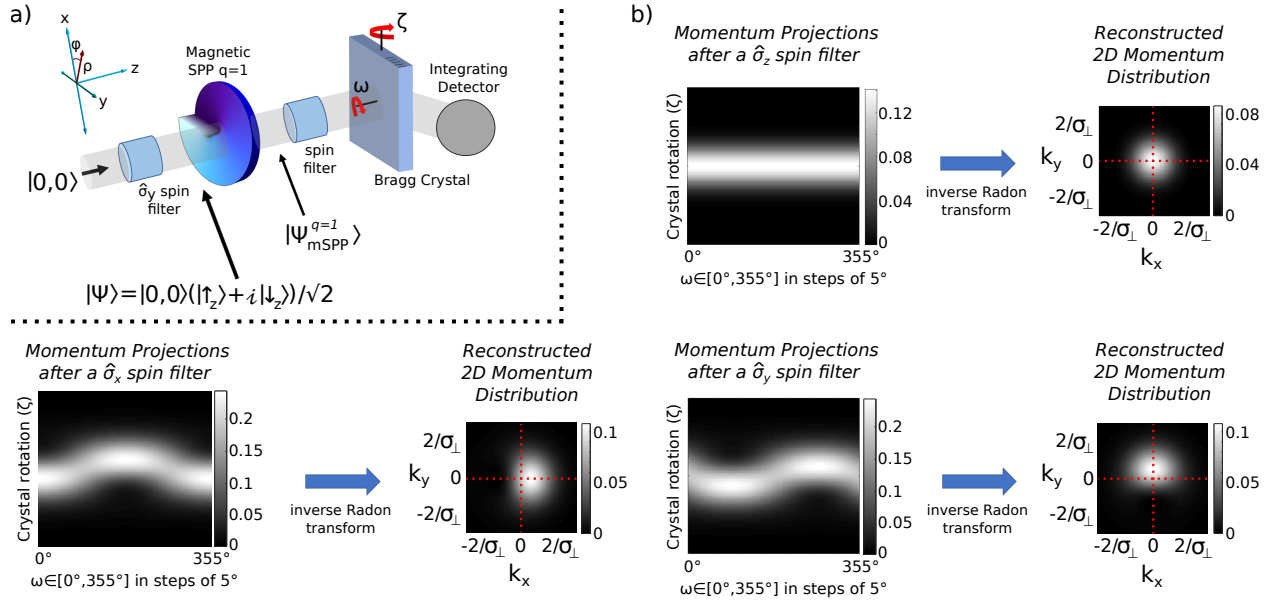 a)
x
φ
ρ
z
y
Magnetic
SPP q=1
ζ
ω
Integrating
Detector
|0,0⟩
σ̂y spin
filter
spin
filter
Bragg Crystal
|Ψ^{q=1}_{mSPP}⟩
|Ψ⟩=|0,0⟩(|↑z⟩+i|↓z⟩)/√2
b)
Momentum Projections
after a σ̂z spin filter
Crystal rotation (ζ)
0.12
0.08
0.04
0
0°
355°
ω∈[0°,355°] in steps of 5°
inverse Radon
transform
Reconstructed
2D Momentum
Distribution
2/σ⊥
ky
0
-2/σ⊥
-2/σ⊥ 0 2/σ⊥
kx
0.08
0.04
0
Momentum Projections
after a σ̂x spin filter
Crystal rotation (ζ)
0.2
0.15
0.1
0.05
0
0°
355°
ω∈[0°,355°] in steps of 5°
inverse Radon
transform
Reconstructed
2D Momentum
Distribution
2/σ⊥
ky
0
-2/σ⊥
-2/σ⊥ 0 2/σ⊥
kx
0.1
0.05
0
Momentum Projections
after a σ̂y spin filter
Crystal rotation (ζ)
0.2
0.15
0.1
0.05
0
0°
355°
ω∈[0°,355°] in steps of 5°
inverse Radon
transform
Reconstructed
2D Momentum
Distribution
2/σ⊥
ky
0
-2/σ⊥
-2/σ⊥ 0 2/σ⊥
kx
0.1
0.05
0